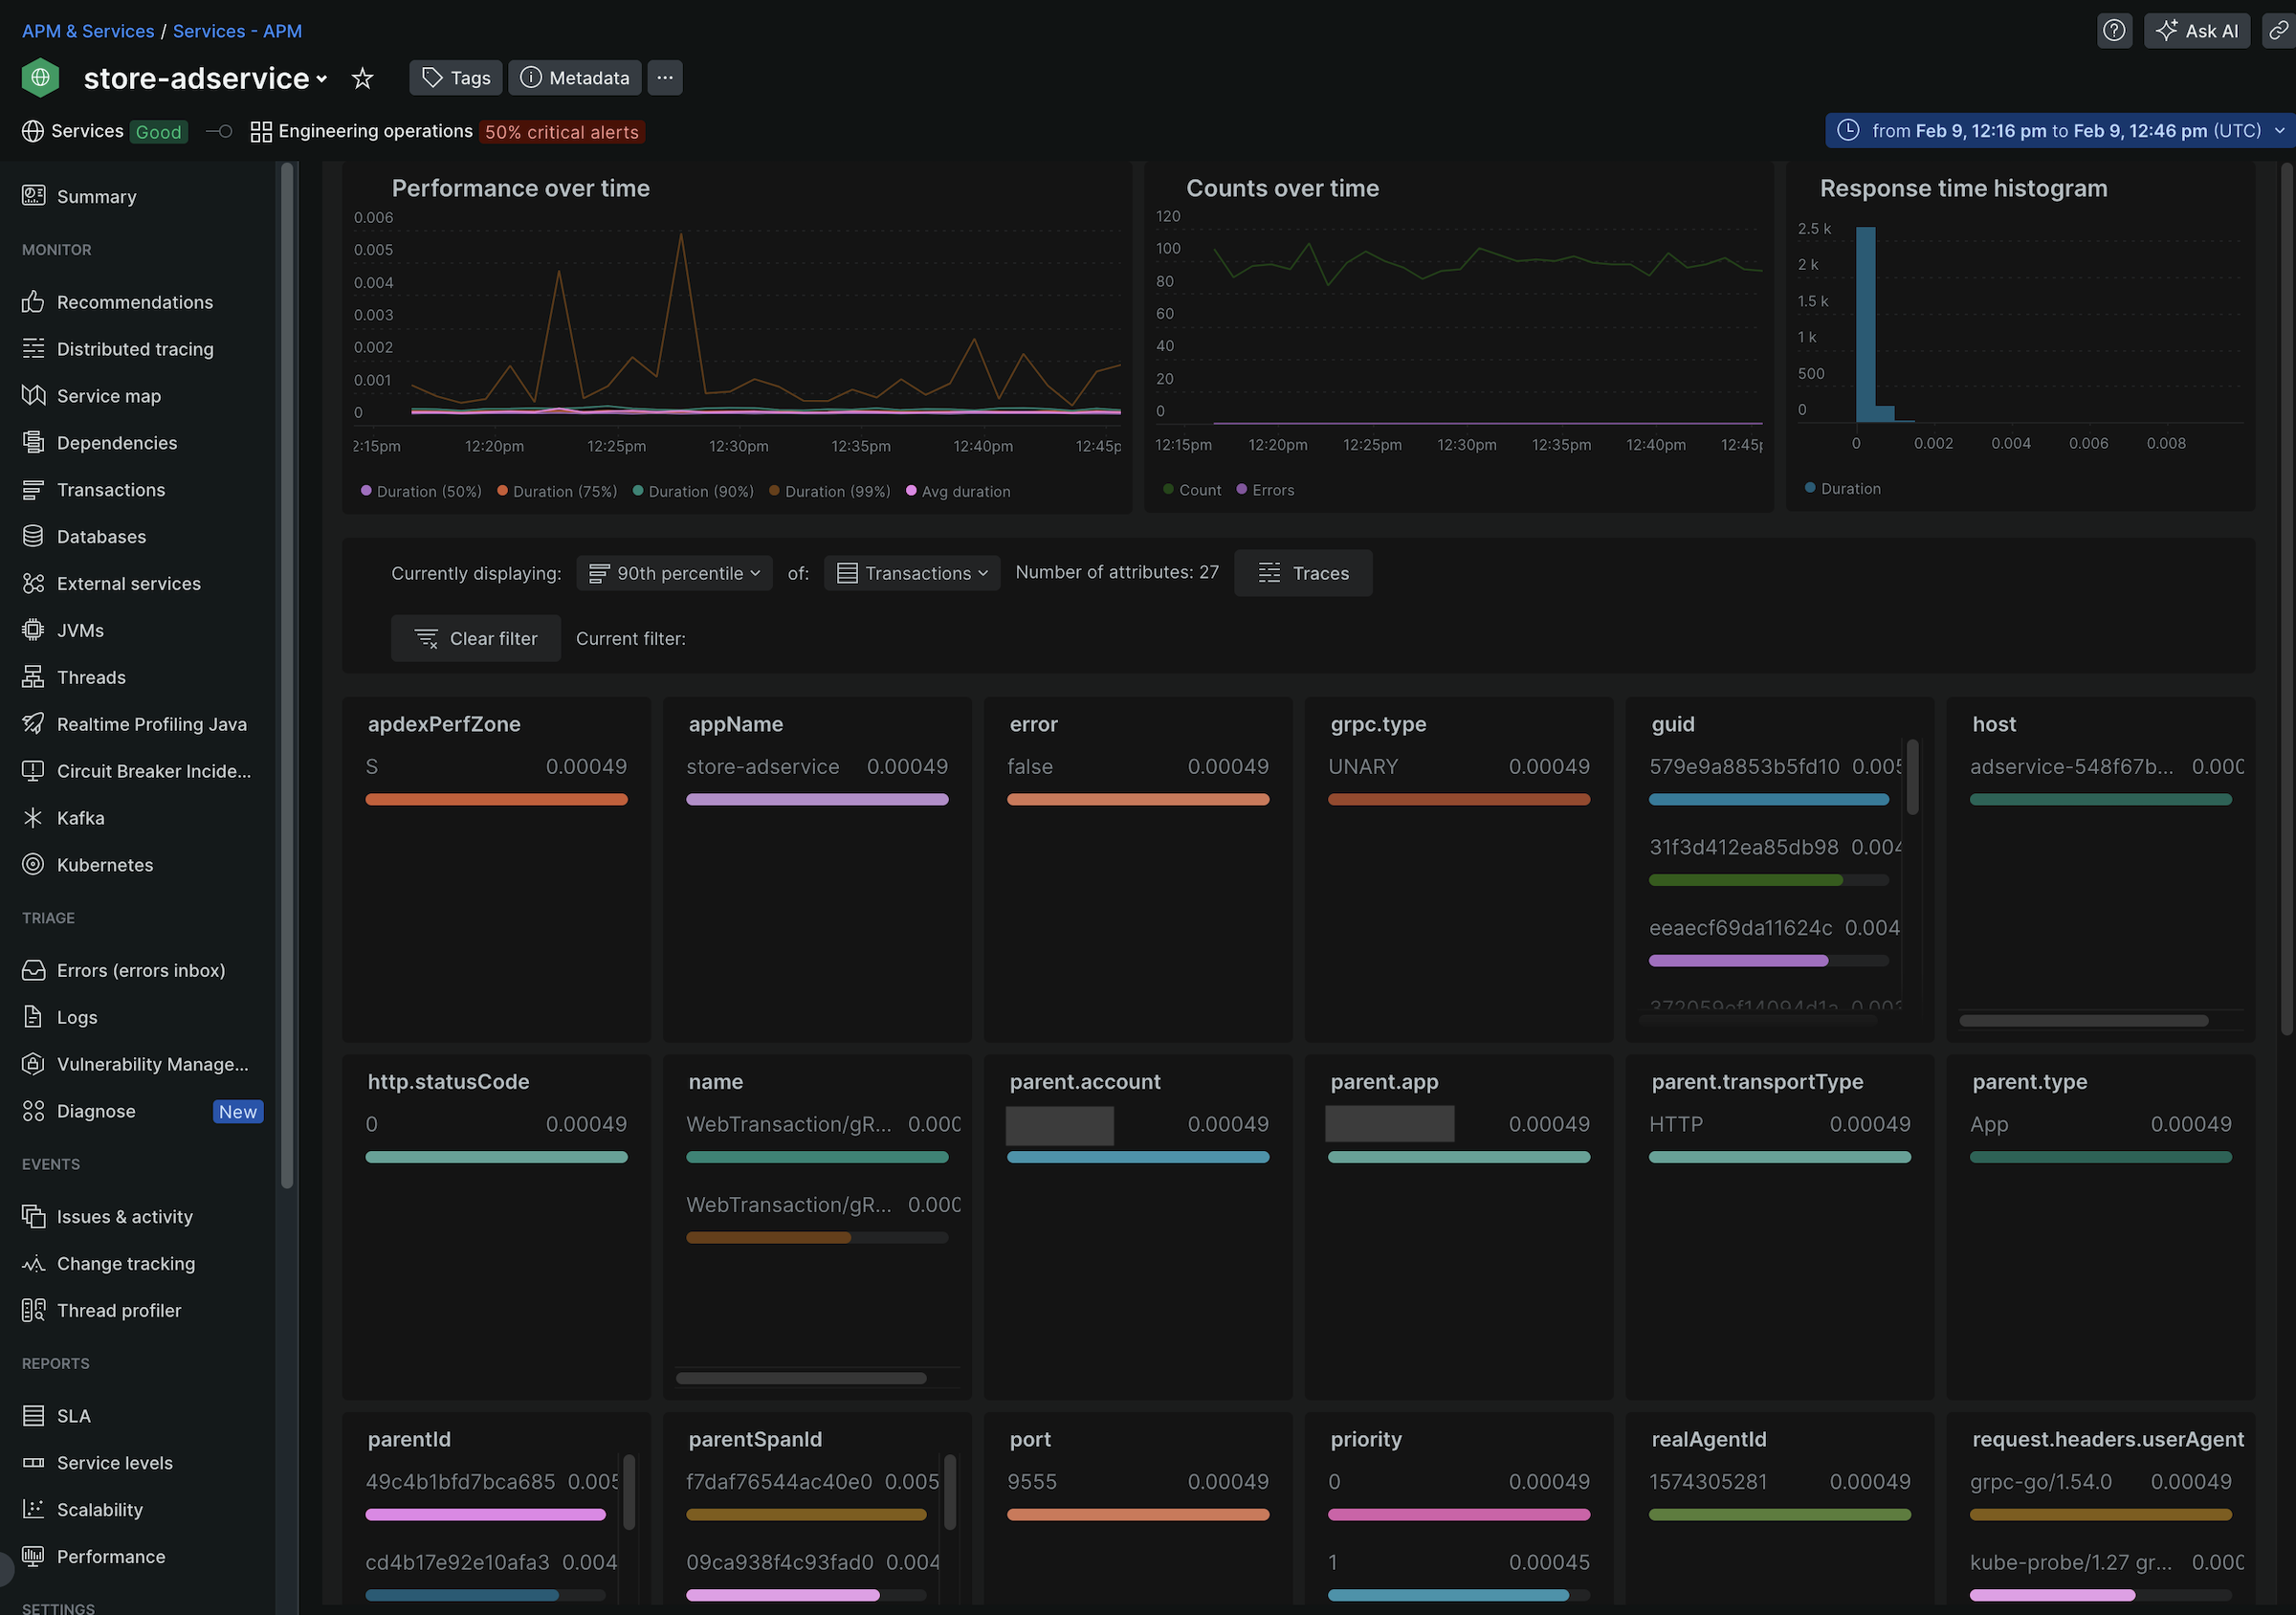 APM & Services / Services - APM
Ask AI
store-adservice
Tags
Metadata
Services Good
Engineering operations 50% critical alerts
from Feb 9, 12:16 pm to Feb 9, 12:46 pm (UTC)
Summary
MONITOR
Recommendations
Distributed tracing
Service map
Dependencies
Transactions
Databases
External services
JVMs
Threads
Realtime Profiling Java
Circuit Breaker Incide...
Kafka
Kubernetes
TRIAGE
Errors (errors inbox)
Logs
Vulnerability Manage...
Diagnose New
EVENTS
Issues & activity
Change tracking
Thread profiler
REPORTS
SLA
Service levels
Scalability
Performance
SETTINGS
Performance over time
0.006
0.005
0.004
0.003
0.002
0.001
0
2:15pm 12:20pm 12:25pm 12:30pm 12:35pm 12:40pm 12:45p
Duration (50%) Duration (75%) Duration (90%) Duration (99%) Avg duration
Counts over time
120
100
80
60
40
20
0
12:15pm 12:20pm 12:25pm 12:30pm 12:35pm 12:40pm 12:45p
Count Errors
Response time histogram
2.5 k
2 k
1.5 k
1 k
500
0
0 0.002 0.004 0.006 0.008
Duration
Currently displaying: 90th percentile of: Transactions Number of attributes: 27 Traces
Clear filter Current filter:
apdexPerfZone
S 0.00049
appName
store-adservice 0.00049
error
false 0.00049
grpc.type
UNARY 0.00049
guid
579e9a8853b5fd10 0.005
31f3d412ea85db98 0.004
eeaecf69da11624c 0.004
372059ef14094d1a 0.003
host
adservice-548f67b... 0.000
http.statusCode
0 0.00049
name
WebTransaction/gR... 0.000
WebTransaction/gR... 0.000
parent.account
0.00049
parent.app
0.00049
parent.transportType
HTTP 0.00049
parent.type
App 0.00049
parentId
49c4b1bfd7bca685 0.005
cd4b17e92e10afa3 0.004
parentSpanId
f7daf76544ac40e0 0.005
09ca938f4c93fad0 0.004
port
9555 0.00049
priority
0 0.00049
1 0.00045
realAgentId
1574305281 0.00049
request.headers.userAgent
grpc-go/1.54.0 0.00049
kube-probe/1.27 gr... 0.000